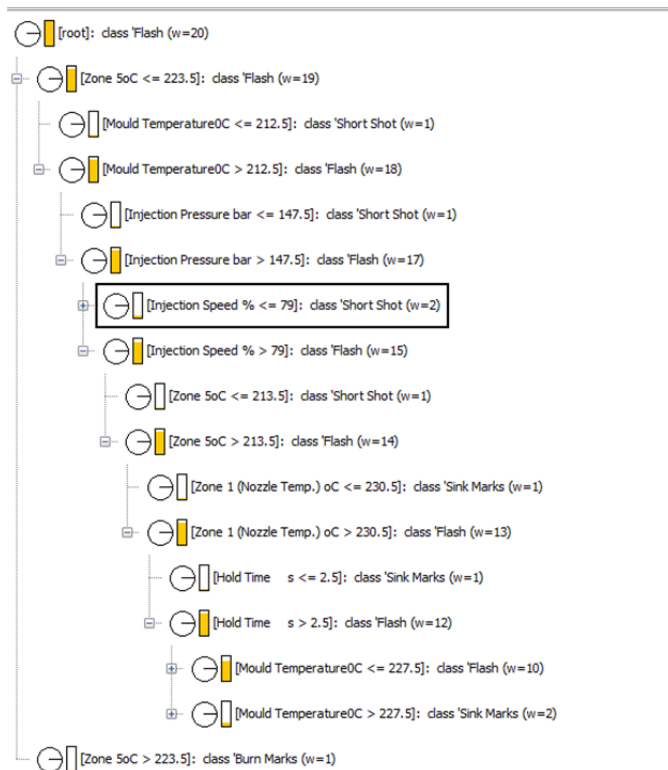 [root]: class 'Flash (w=20)
[Zone 5oC <= 223.5]: class 'Flash (w=19)
[Mould Temperature0C <= 212.5]: class 'Short Shot (w=1)
[Mould Temperature0C > 212.5]: class 'Flash (w=18)
[Injection Pressure bar <= 147.5]: class 'Short Shot (w=1)
[Injection Pressure bar > 147.5]: class 'Flash (w=17)
[Injection Speed % <= 79]: class 'Short Shot (w=2)
[Injection Speed % > 79]: class 'Flash (w=15)
[Zone 5oC <= 213.5]: class 'Short Shot (w=1)
[Zone 5oC > 213.5]: class 'Flash (w=14)
[Zone 1 (Nozzle Temp.) oC <= 230.5]: class 'Sink Marks (w=1)
[Zone 1 (Nozzle Temp.) oC > 230.5]: class 'Flash (w=13)
[Hold Time s <= 2.5]: class 'Sink Marks (w=1)
[Hold Time s > 2.5]: class 'Flash (w=12)
[Mould Temperature0C <= 227.5]: class 'Flash (w=10)
[Mould Temperature0C > 227.5]: class 'Sink Marks (w=2)
[Zone 5oC > 223.5]: class 'Burn Marks (w=1)